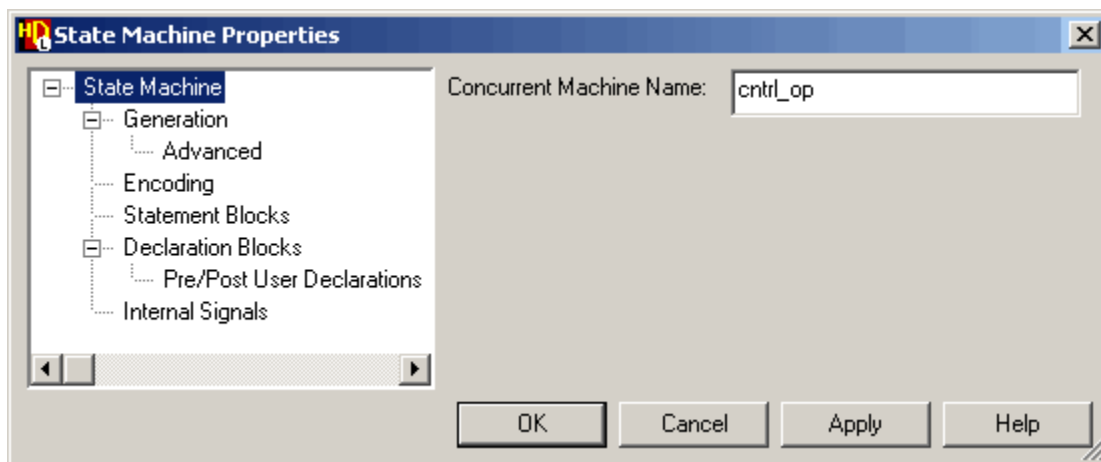 HDL State Machine Properties
State Machine
Generation
Advanced
Encoding
Statement Blocks
Declaration Blocks
Pre/Post User Declarations
Internal Signals
Concurrent Machine Name: cntrl_op
OK Cancel Apply Help